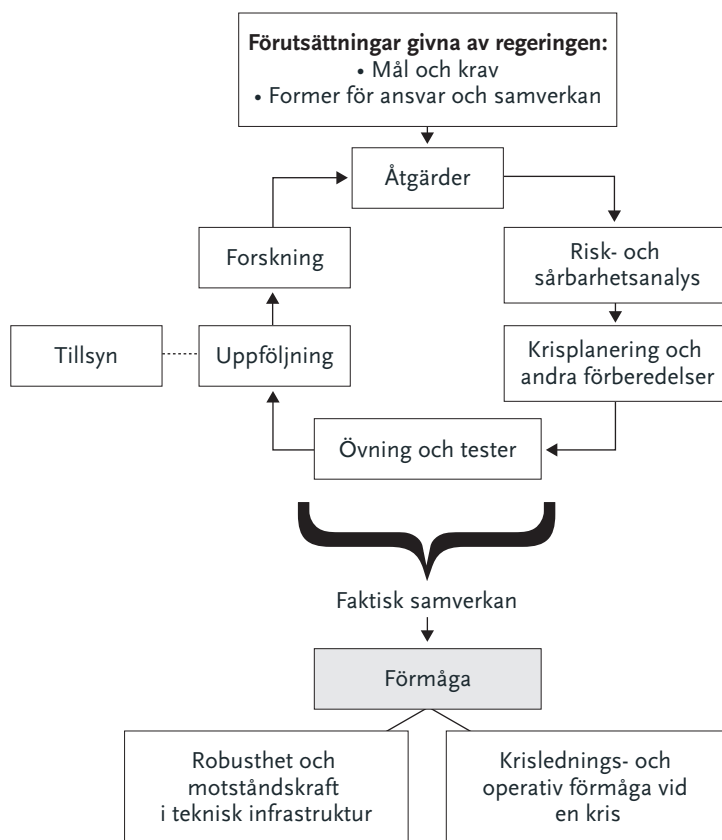 Förutsättningar givna av regeringen:
• Mål och krav
• Former för ansvar och samverkan
Åtgärder
Forskning
Risk- och
sårbarhetsanalys
Tillsyn
Uppföljning
Krisplanering och
andra förberedelser
Övning och tester
Faktisk samverkan
Förmåga
Robusthet och
motståndskraft
i teknisk infrastruktur
Krislednings- och
operativ förmåga vid
en kris